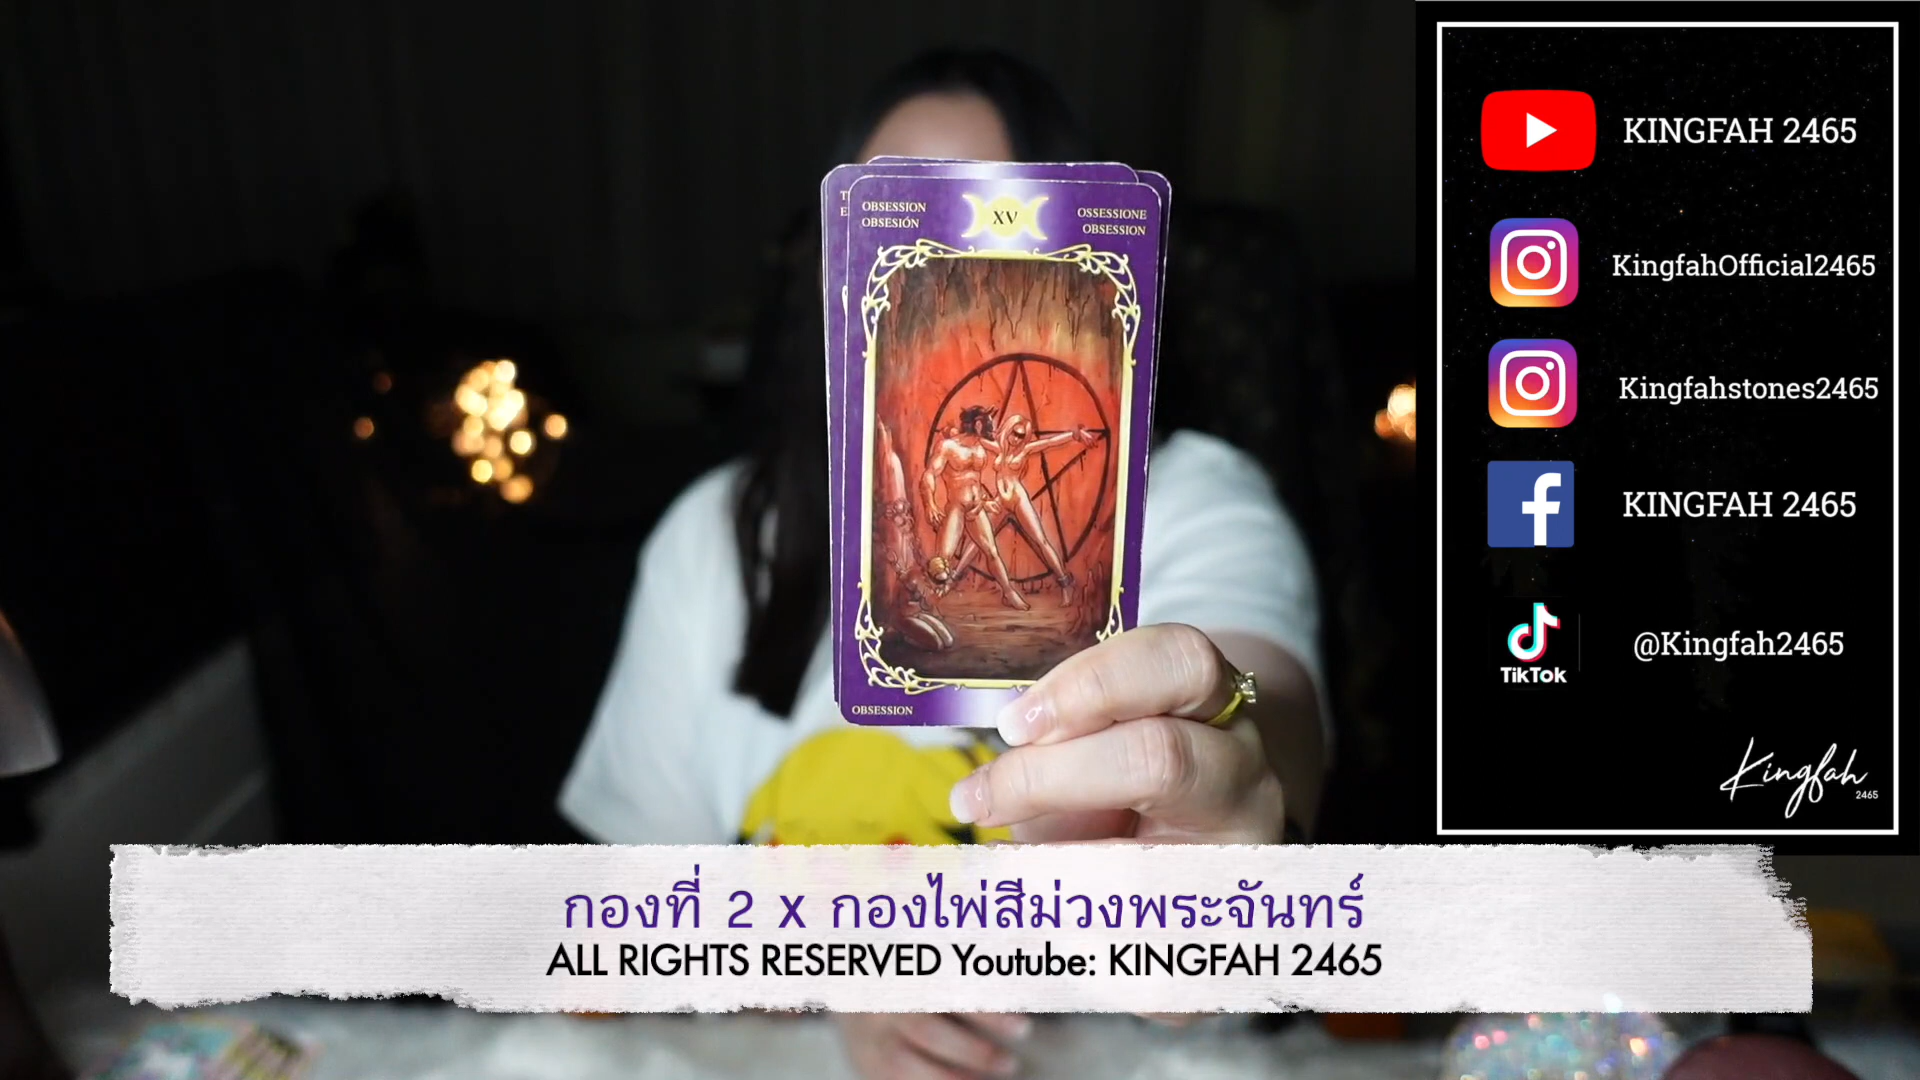 OBSESSION
OBSESIÓN
XV
OSSESSIONE
OBSESSION
OBSESSION
KINGFAH 2465
KingfahOfficial2465
Kingfahstones2465
KINGFAH 2465
TikTok
@Kingfah2465
Kingfah
2465
กองที่ 2 x กองไพ่สีม่วงพระจันทร์
ALL RIGHTS RESERVED Youtube: KINGFAH 2465